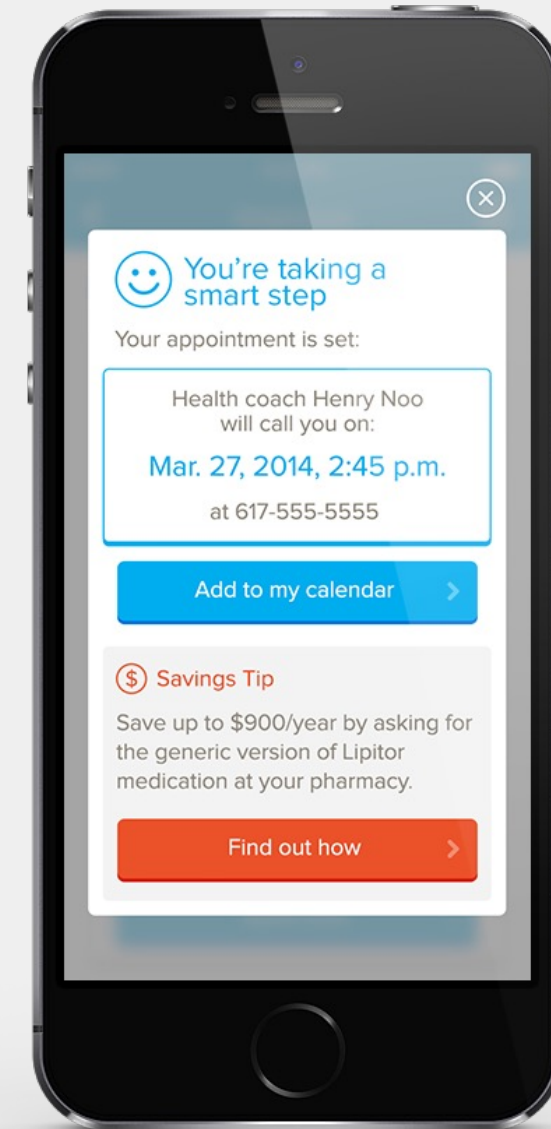 You’re taking a
smart step
Your appointment is set:
Health coach Henry Noo
will call you on:
Mar. 27, 2014, 2:45 p.m.
at 617-555-5555
Add to my calendar
$ Savings Tip
Save up to $900/year by asking for
the generic version of Lipitor
medication at your pharmacy.
Find out how